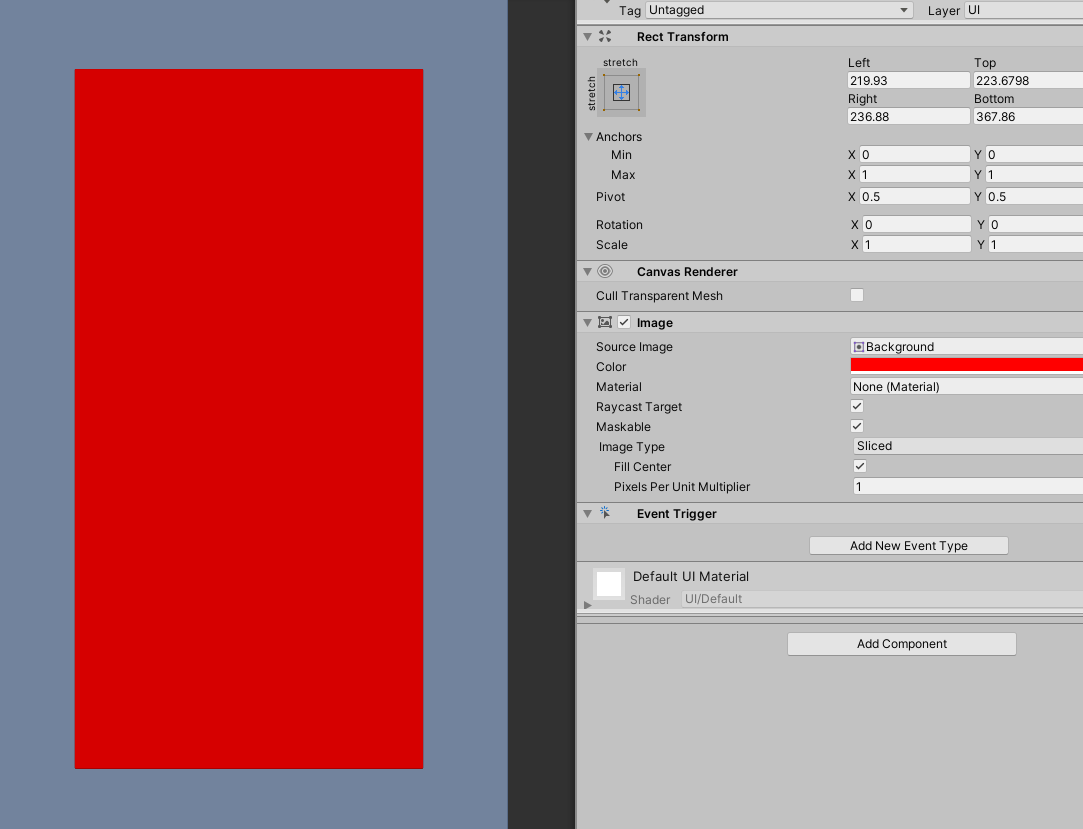 Tag Untagged Layer UI
Rect Transform
stretch
stretch
Left Top
219.93 223.6798
Right Bottom
236.88 367.86
Anchors
Min X 0 Y 0
Max X 1 Y 1
Pivot X 0.5 Y 0.5
Rotation X 0 Y 0
Scale X 1 Y 1
Canvas Renderer
Cull Transparent Mesh
Image
Source Image Background
Color
Material None (Material)
Raycast Target
Maskable
Image Type Sliced
Fill Center
Pixels Per Unit Multiplier 1
Event Trigger
Add New Event Type
Default UI Material
Shader UI/Default
Add Component